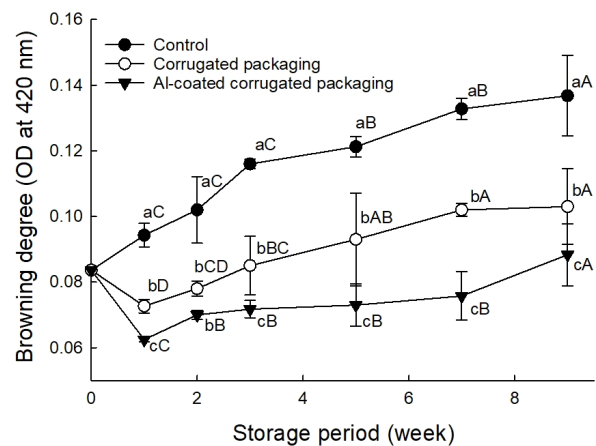 0.16
Control
Corrugated packaging
Al-coated corrugated packaging
aA
aB
0.14
aB
aC
0.12
aC
aC
bA
bA
bAB
0.10
bBC
bCD
bD
cA
0.08
cB
cB
cB
bB
cC
0.06
0 2 4 6 8
Browning degree (OD at 420 nm)
Storage period (week)